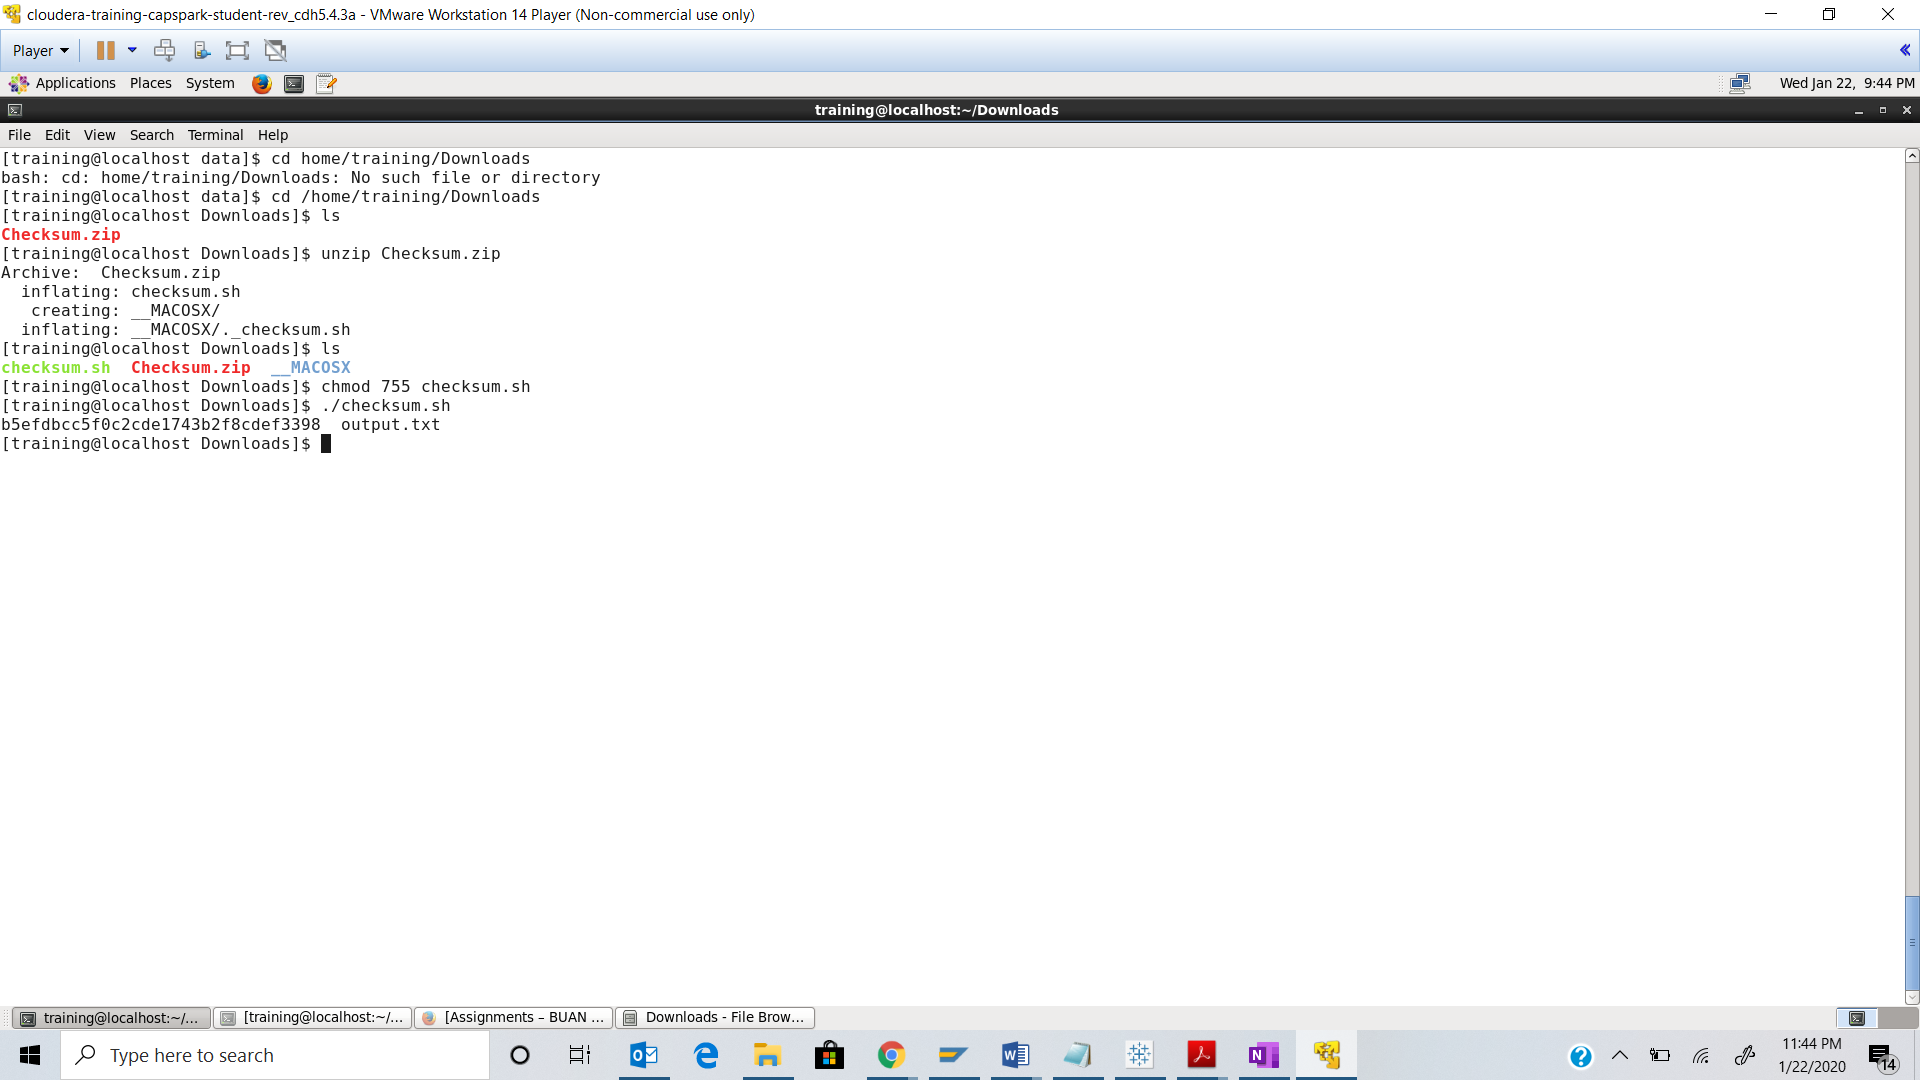 cloudera-training-capspark-student-rev_cdh5.4.3a - VMware Workstation 14 Player (Non-commercial use only)
Player
Applications Places System Wed Jan 22, 9:44 PM
training@localhost:~/Downloads
File Edit View Search Terminal Help
[training@localhost data]$ cd home/training/Downloads
bash: cd: home/training/Downloads: No such file or directory
[training@localhost data]$ cd /home/training/Downloads
[training@localhost Downloads]$ ls
Checksum.zip
[training@localhost Downloads]$ unzip Checksum.zip
Archive:  Checksum.zip
  inflating: checksum.sh
   creating: __MACOSX/
  inflating: __MACOSX/._checksum.sh
[training@localhost Downloads]$ ls
checksum.sh  Checksum.zip  __MACOSX
[training@localhost Downloads]$ chmod 755 checksum.sh
[training@localhost Downloads]$ ./checksum.sh
b5efdbcc5f0c2cde1743b2f8cdef3398  output.txt
[training@localhost Downloads]$
training@localhost:~/... [training@localhost:~/... [Assignments – BUAN ... Downloads - File Brow...
Type here to search
11:44 PM
1/22/2020
14